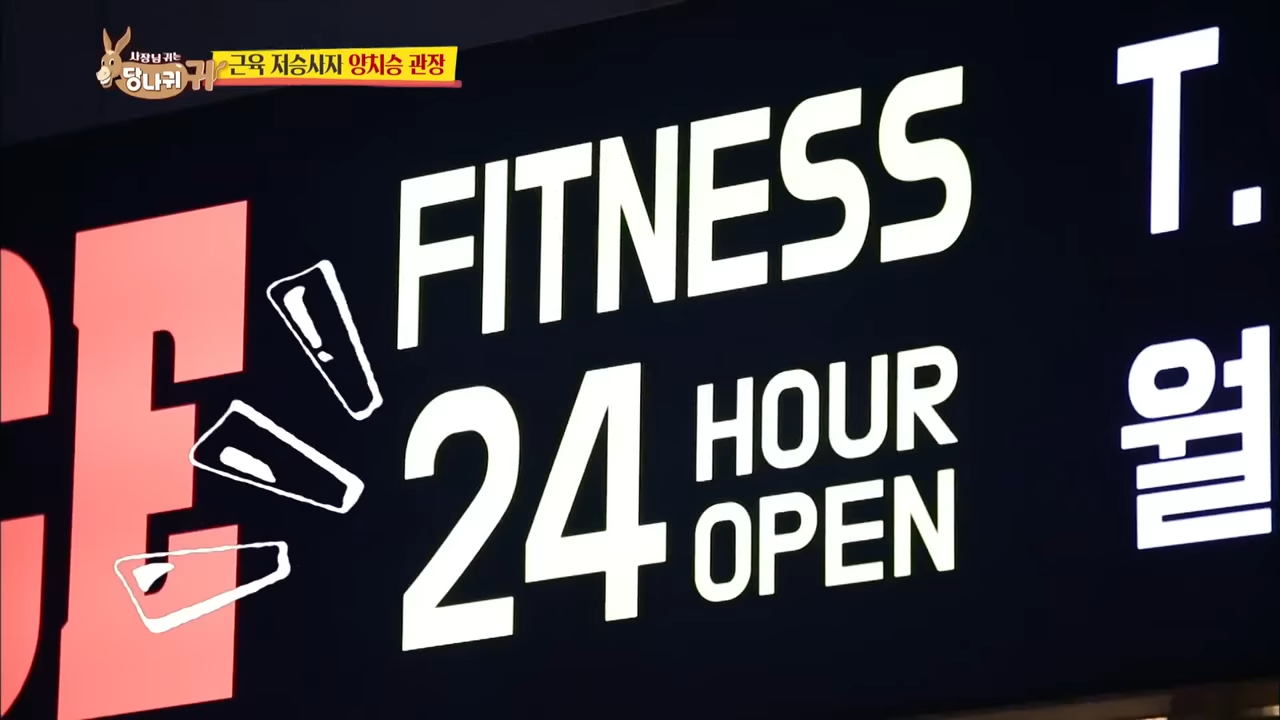 사장님 귀는
당나귀 귀
근육 저승사자 양치승 관장
CE
FITNESS
24 HOUR
OPEN
T.
월